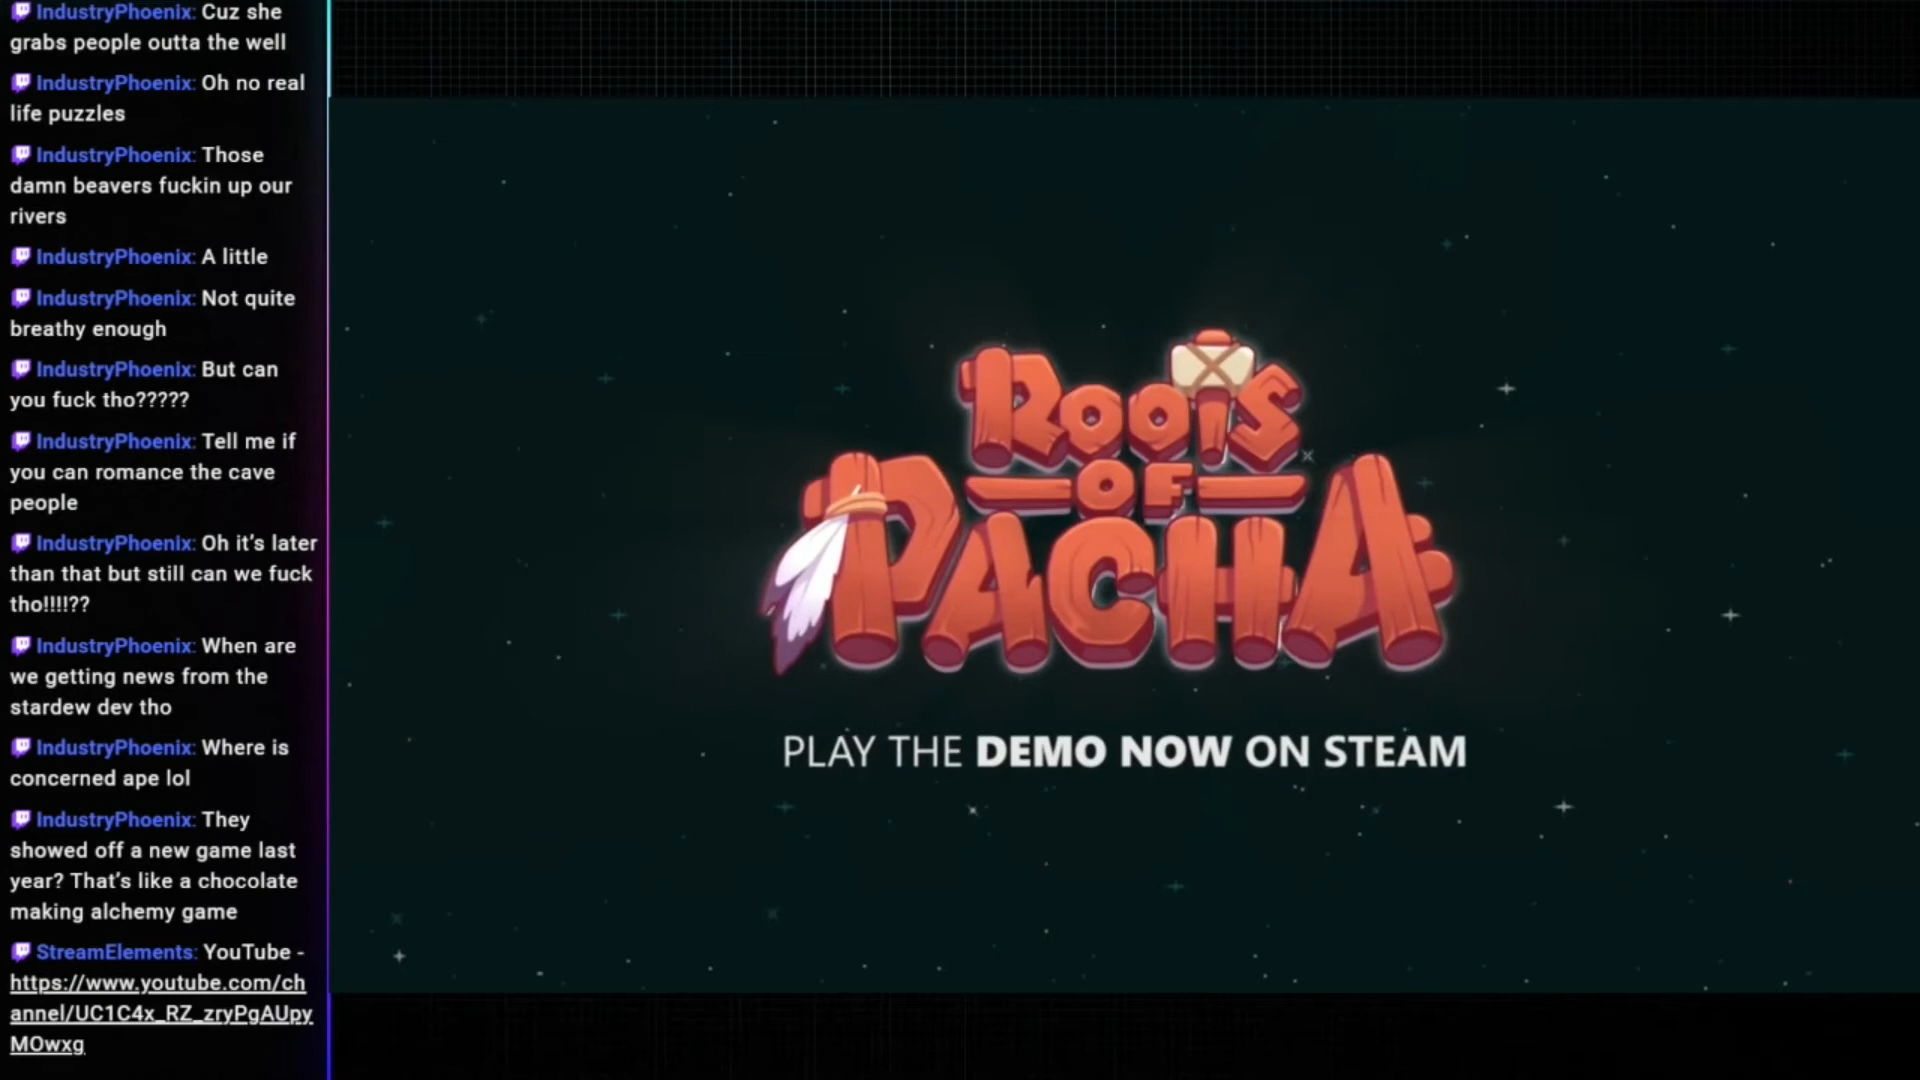 IndustryPhoenix: Cuz she
grabs people outta the well
IndustryPhoenix: Oh no real
life puzzles
IndustryPhoenix: Those
damn beavers fuckin up our
rivers
IndustryPhoenix: A little
IndustryPhoenix: Not quite
breathy enough
IndustryPhoenix: But can
you fuck tho?????
IndustryPhoenix: Tell me if
you can romance the cave
people
IndustryPhoenix: Oh it’s later
than that but still can we fuck
tho!!!!??
IndustryPhoenix: When are
we getting news from the
stardew dev tho
IndustryPhoenix: Where is
concerned ape lol
IndustryPhoenix: They
showed off a new game last
year? That’s like a chocolate
making alchemy game
StreamElements: YouTube -
https://www.youtube.com/ch
annel/UC1C4x_RZ_zryPgAUpy
MOwxg
ROOTS
OF
PACHA
PLAY THE DEMO NOW ON STEAM